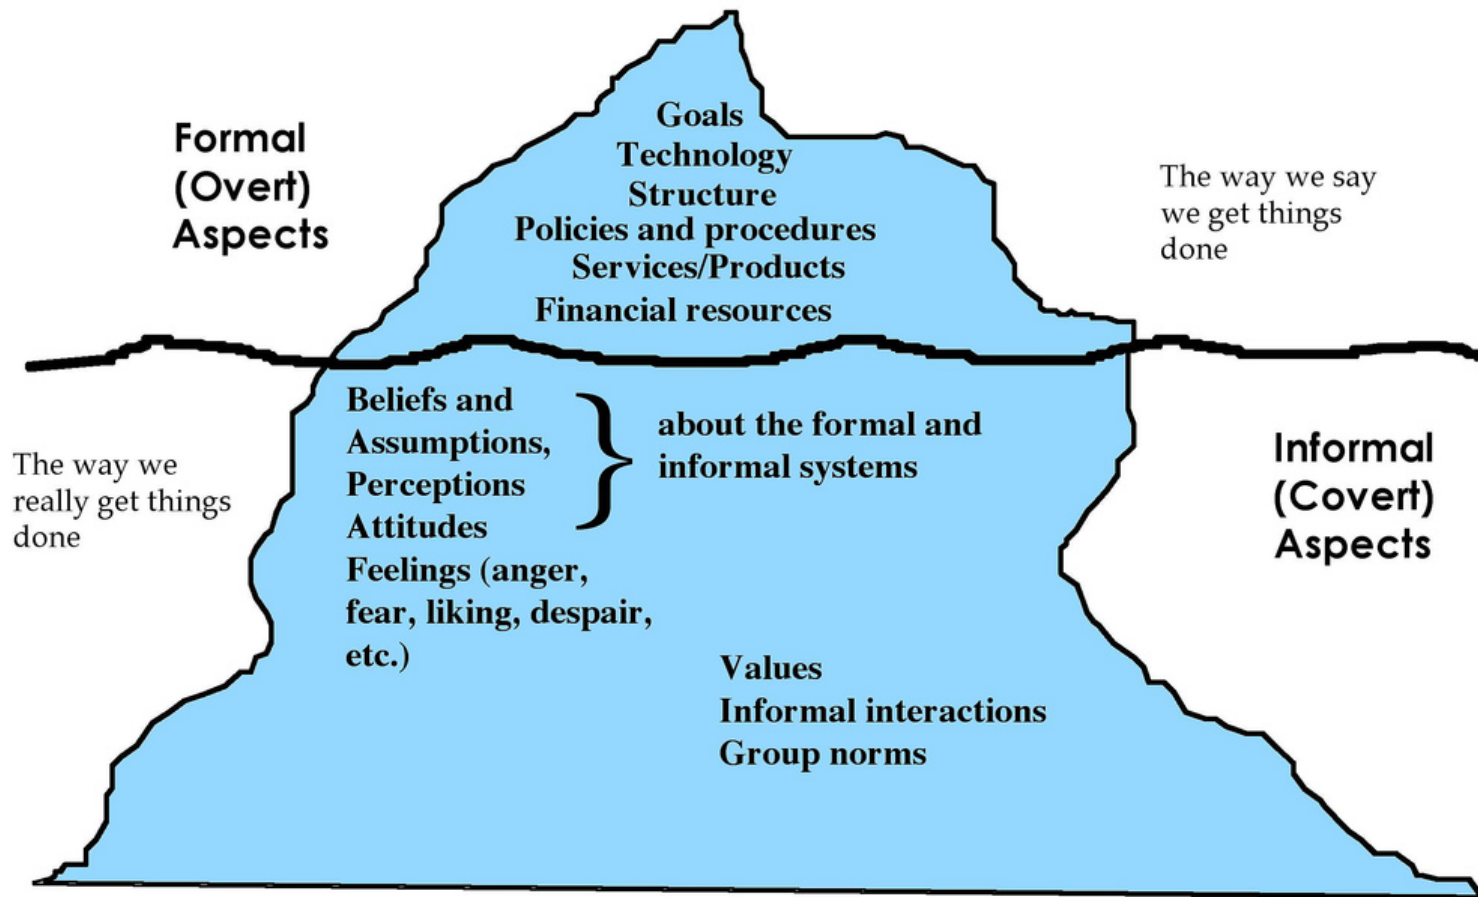 Formal
(Overt)
Aspects
Goals
Technology
Structure
Policies and procedures
Services/Products
Financial resources
The way we say
we get things
done
The way we
really get things
done
Beliefs and
Assumptions,
Perceptions
Attitudes
Feelings (anger,
fear, liking, despair,
etc.)
about the formal and
informal systems
Values
Informal interactions
Group norms
Informal
(Covert)
Aspects